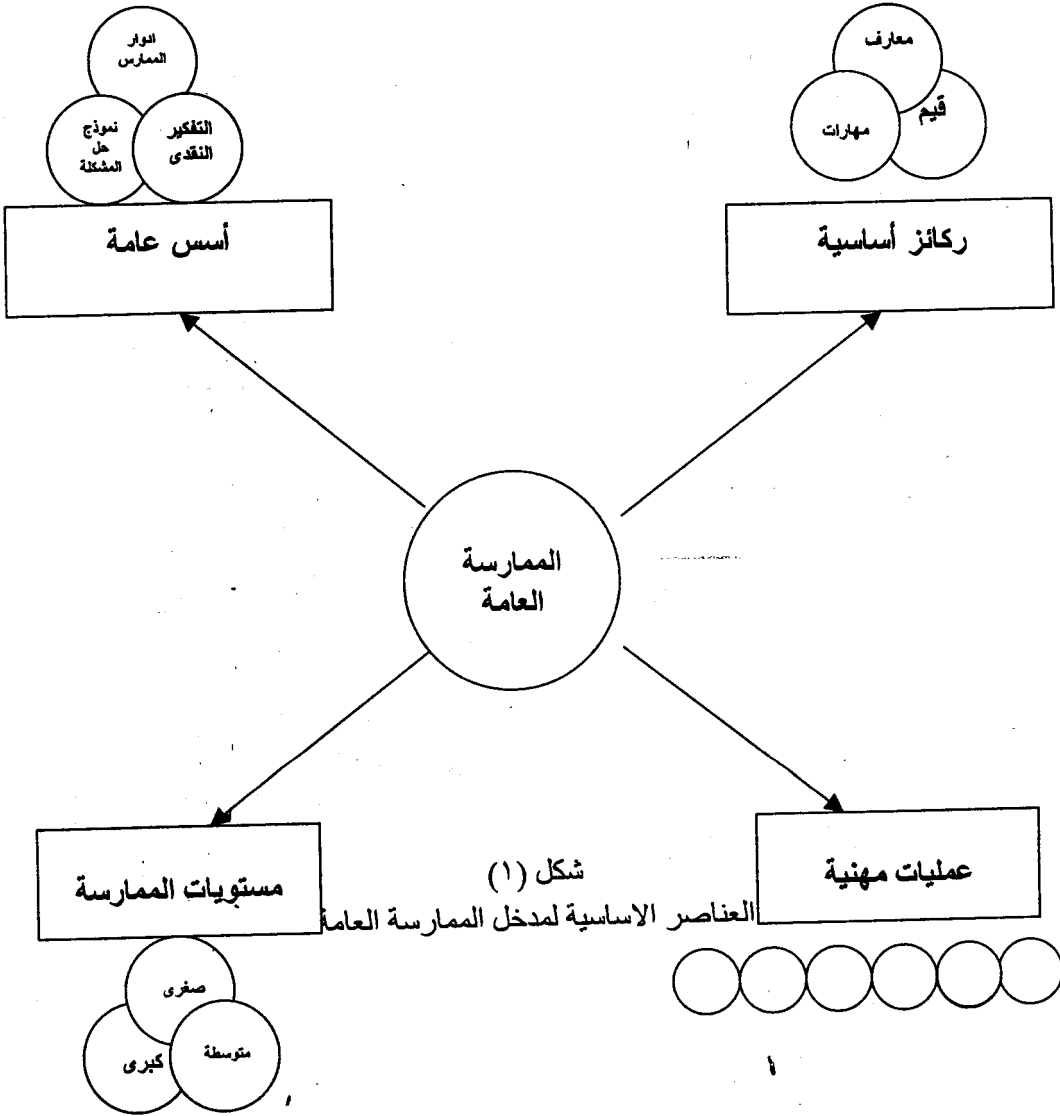 معارف
قيم
مهارات
ركائز أساسية
ادوار
الممارس
التفكير
النقدى
نموذج
حل
المشكلة
أسس عامة
الممارسة
العامة
عمليات مهنية
مستويات الممارسة
صغرى
متوسطة
كبرى
شكل (١)
العناصر الاساسية لمدخل الممارسة العامة